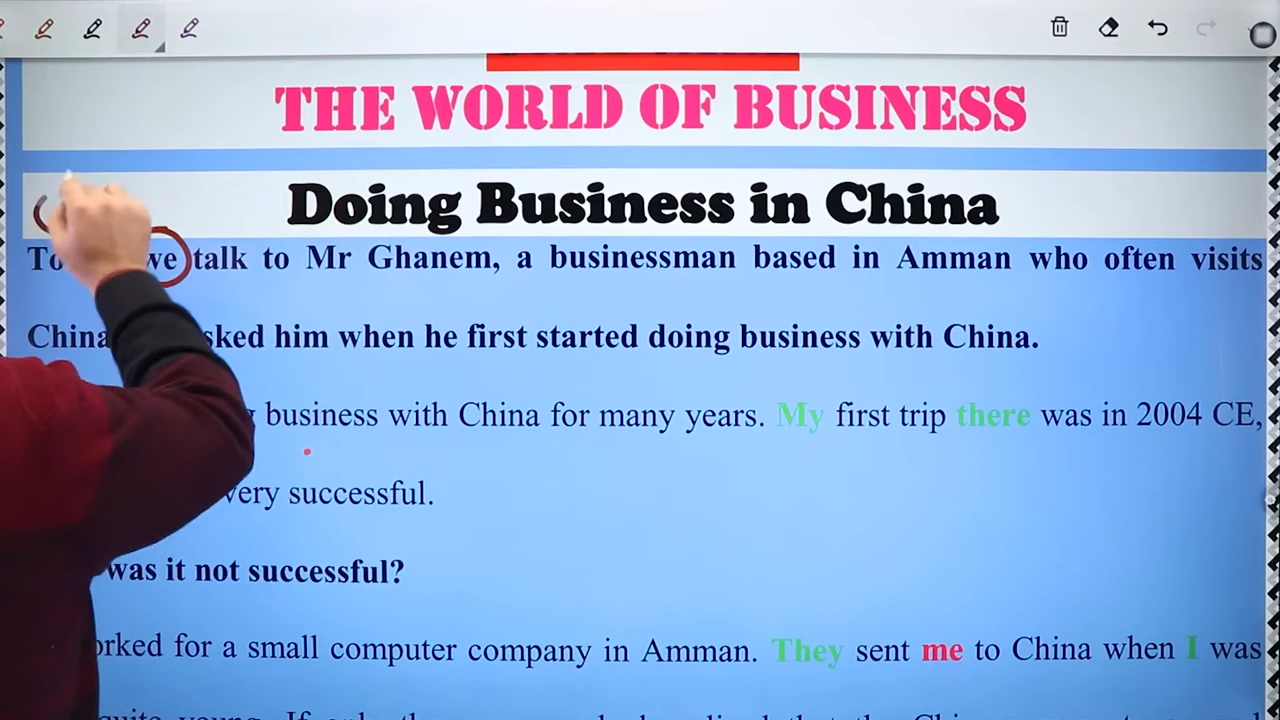 THE WORLD OF BUSINESS
Doing Business in China
we talk to Mr Ghanem, a businessman based in Amman who often visits
China him when he first started doing business with China.
business with China for many years. My first trip there was in 2004 CE,
very successful.
was it not successful?
for a small computer company in Amman. They sent me to China when I was